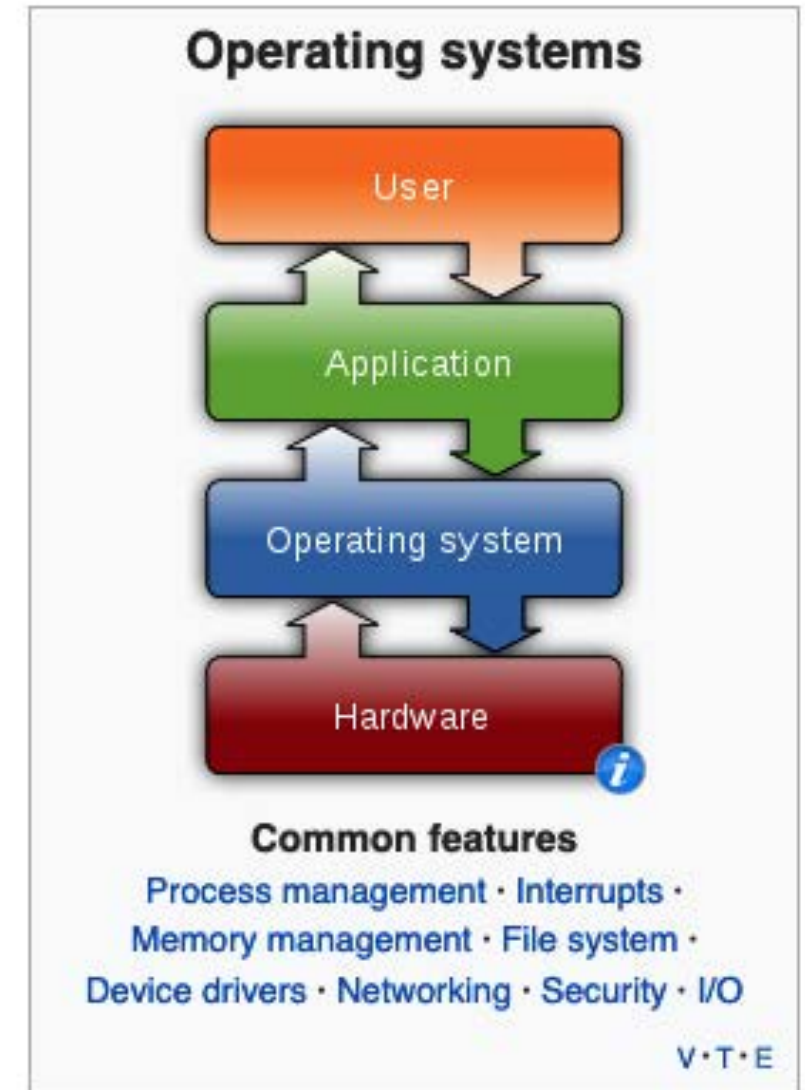 Operating systems
User
Application
Operating system
Hardware
i
Common features
Process management · Interrupts ·
Memory management · File system ·
Device drivers · Networking · Security · I/O
V·T·E